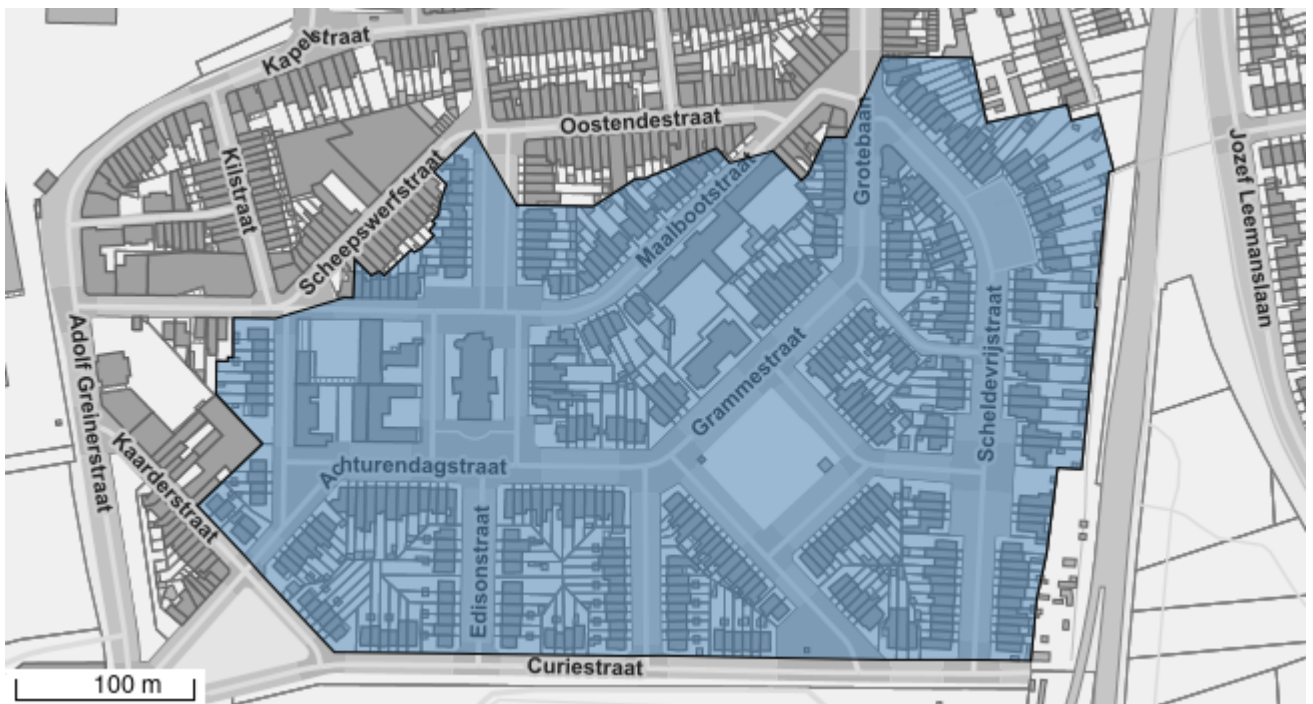 Kapelstraat
Oostendestraat
Kilstraat
Scheepswerfstraat
Maalbootstraat
Grotebaan
Jozef Leemanslaan
Adolf Greinerstraat
Grammestraat
Scheldevrijstraat
Kaarderstraat
Achturendagstraat
Edisonstraat
Curiestraat
100 m